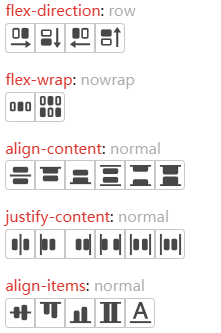 flex-direction: row
flex-wrap: nowrap
align-content: normal
justify-content: normal
align-items: normal
A